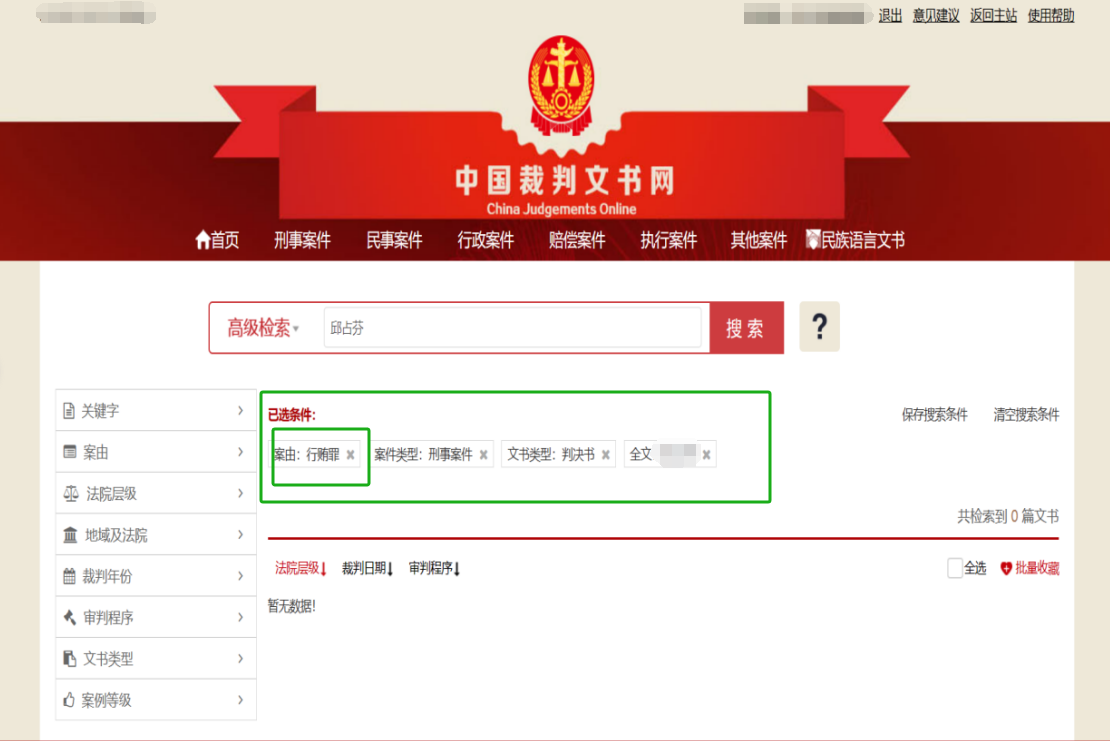 退出 意见建议 返回主站 使用帮助
中国裁判文书网
China Judgements Online
首页 刑事案件 民事案件 行政案件 赔偿案件 执行案件 其他案件 民族语言文书
高级检索 邱占芬 搜索 ?
关键字
案由
法院层级
地域及法院
裁判年份
审判程序
文书类型
案例等级
已选条件: 保存搜索条件 清空搜索条件
案由：行贿罪 × 案件类型：刑事案件 × 文书类型：判决书 × 全文 ×
共检索到 0 篇文书
法院层级↓ 裁判日期↓ 审判程序↓ 全选 批量收藏
暂无数据!